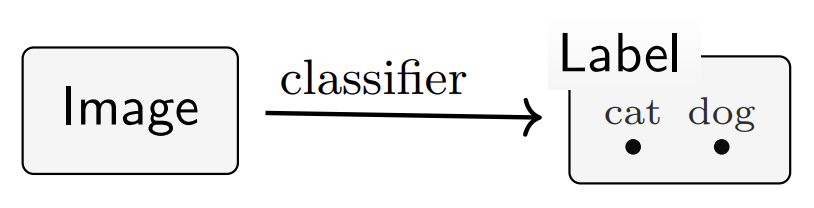 Image
classifier
Label
cat dog